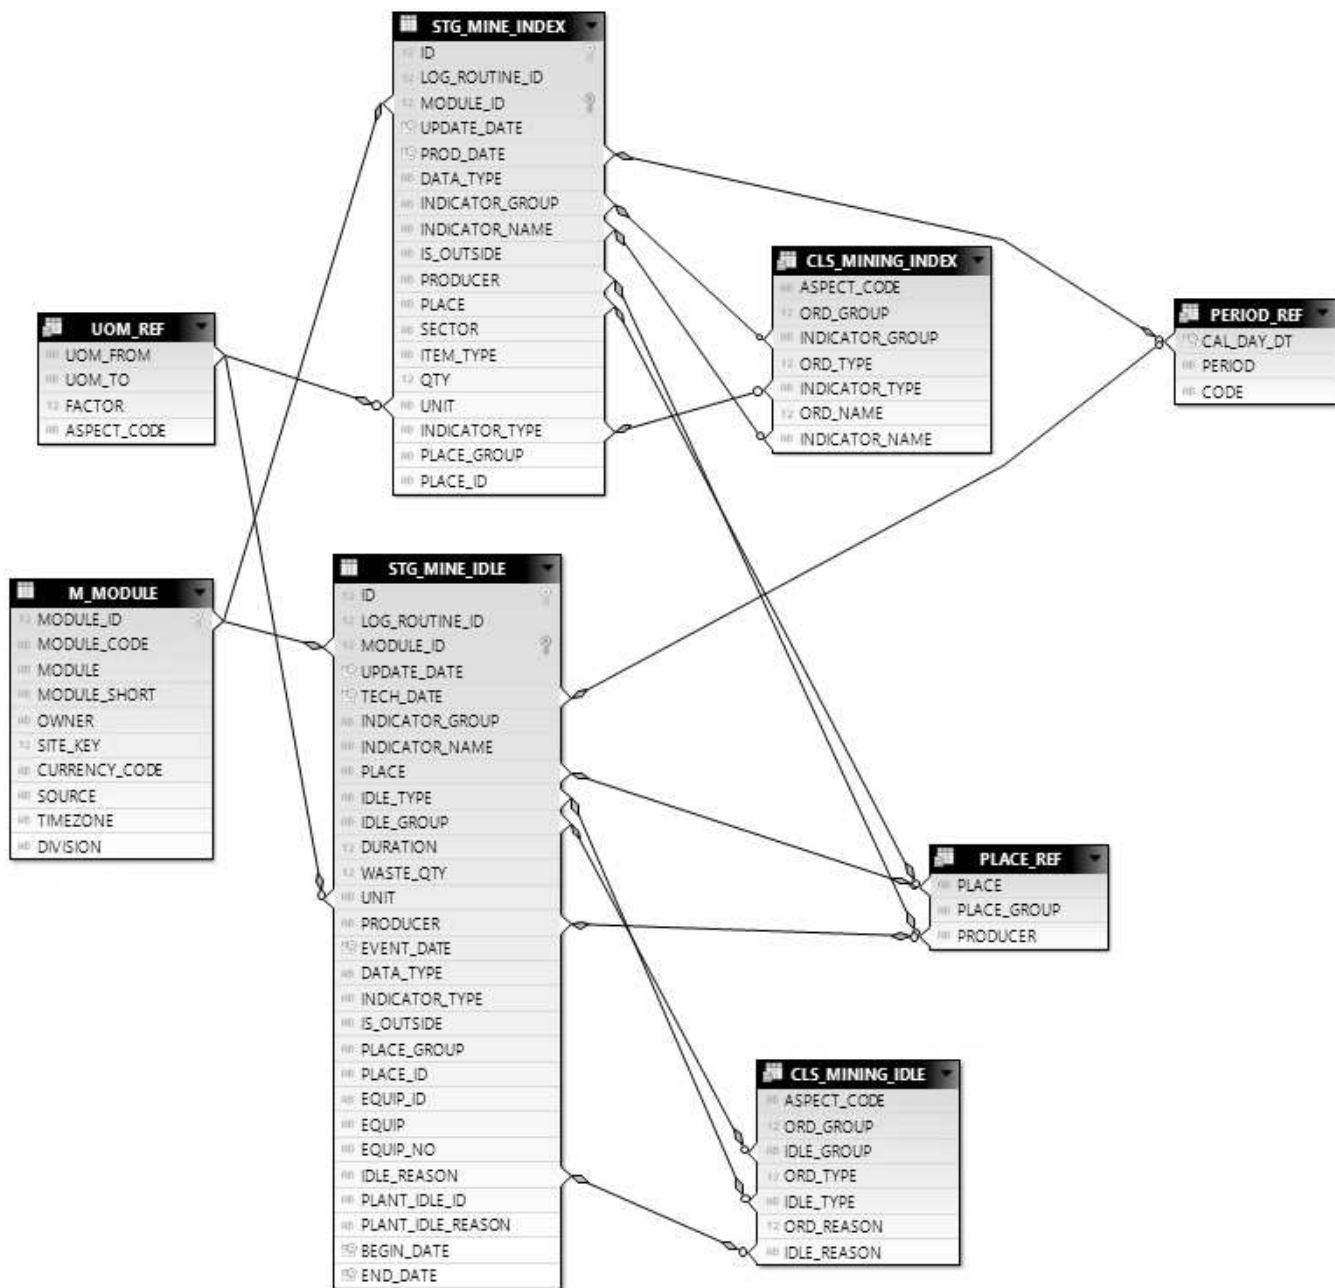 STG_MINE_INDEX
ID
LOG_ROUTINE_ID
MODULE_ID
UPDATE_DATE
PROD_DATE
DATA_TYPE
INDICATOR_GROUP
INDICATOR_NAME
IS_OUTSIDE
PRODUCER
PLACE
SECTOR
ITEM_TYPE
QTY
UNIT
INDICATOR_TYPE
PLACE_GROUP
PLACE_ID
CLS_MINING_INDEX
ASPECT_CODE
ORD_GROUP
INDICATOR_GROUP
ORD_TYPE
INDICATOR_TYPE
ORD_NAME
INDICATOR_NAME
PERIOD_REF
CAL_DAY_DT
PERIOD
CODE
UOM_REF
UOM_FROM
UOM_TO
FACTOR
ASPECT_CODE
M_MODULE
MODULE_ID
MODULE_CODE
MODULE
MODULE_SHORT
OWNER
SITE_KEY
CURRENCY_CODE
SOURCE
TIMEZONE
DIVISION
STG_MINE_IDLE
ID
LOG_ROUTINE_ID
MODULE_ID
UPDATE_DATE
TECH_DATE
INDICATOR_GROUP
INDICATOR_NAME
PLACE
IDLE_TYPE
IDLE_GROUP
DURATION
WASTE_QTY
UNIT
PRODUCER
EVENT_DATE
DATA_TYPE
INDICATOR_TYPE
IS_OUTSIDE
PLACE_GROUP
PLACE_ID
EQUIP_ID
EQUIP
EQUIP_NO
IDLE_REASON
PLANT_IDLE_ID
PLANT_IDLE_REASON
BEGIN_DATE
END_DATE
PLACE_REF
PLACE
PLACE_GROUP
PRODUCER
CLS_MINING_IDLE
ASPECT_CODE
ORD_GROUP
IDLE_GROUP
ORD_TYPE
IDLE_TYPE
ORD_REASON
IDLE_REASON